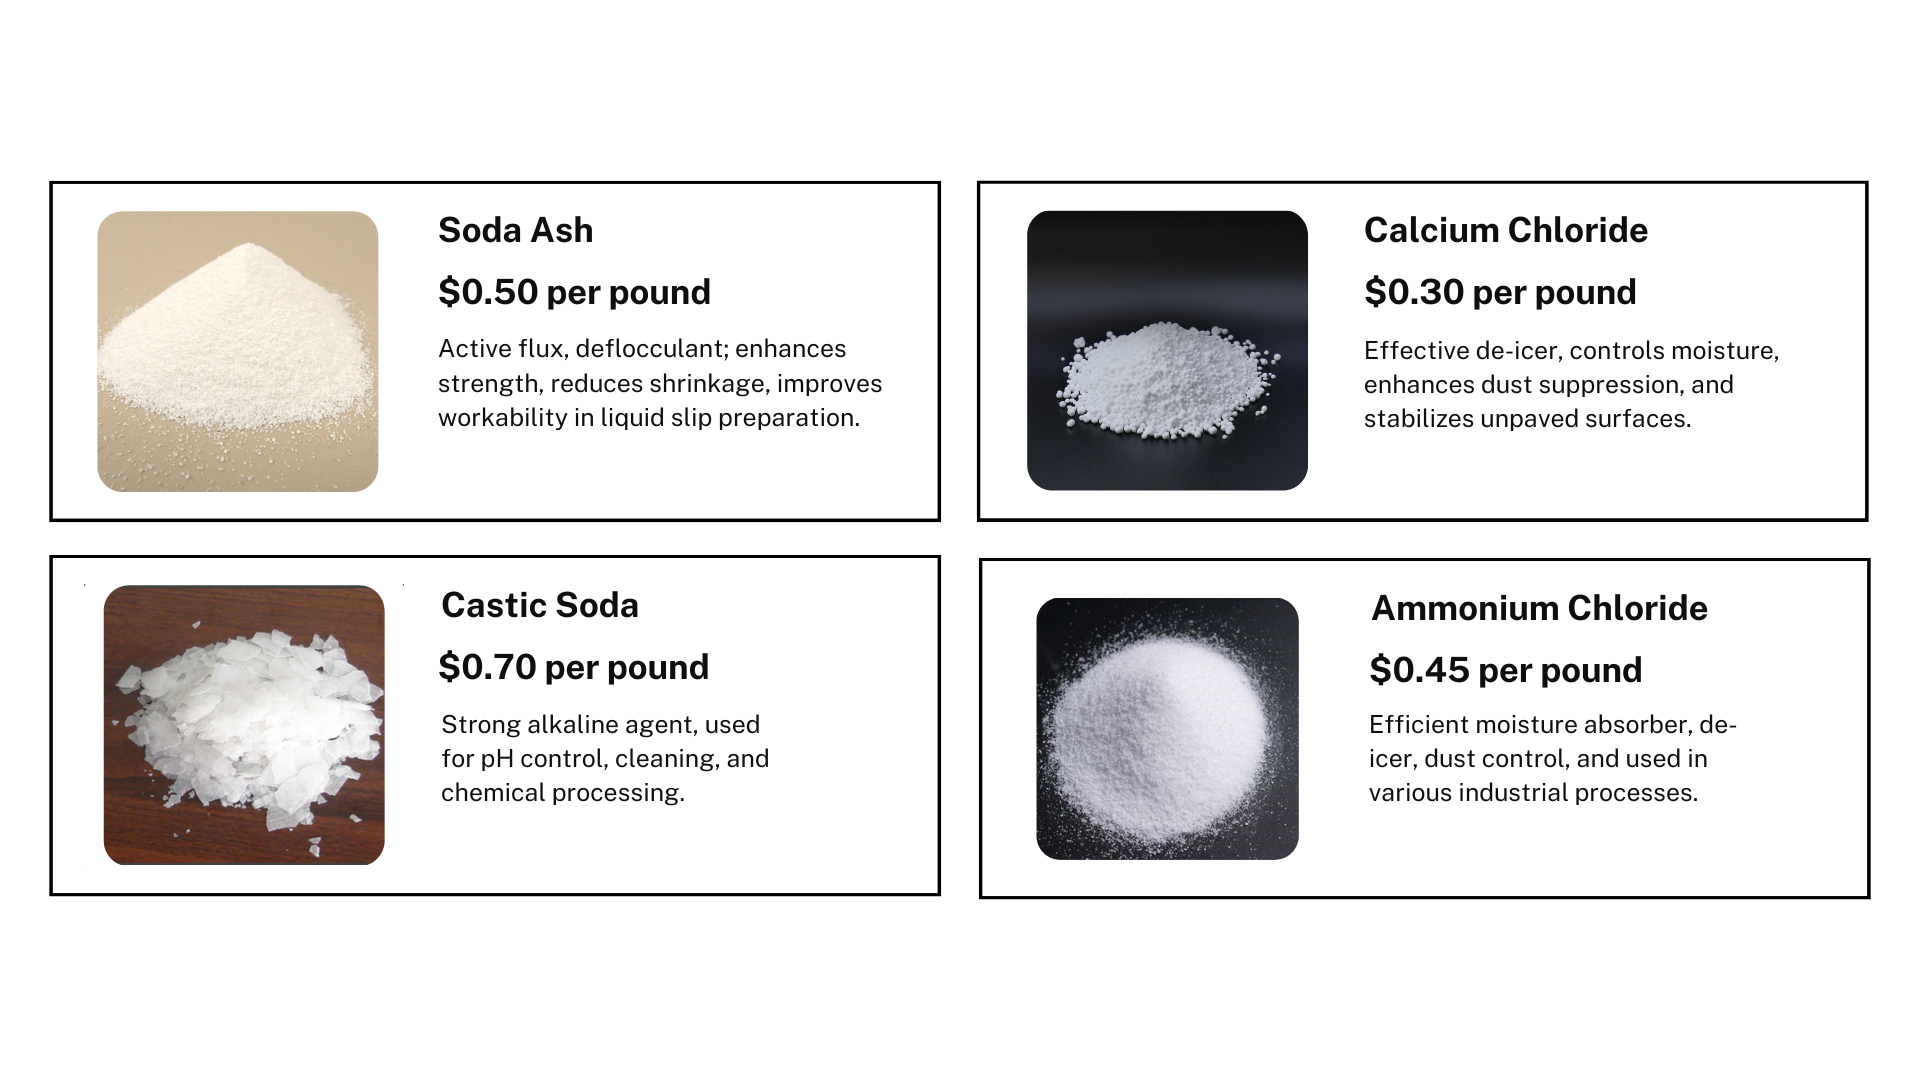 Soda Ash
$0.50 per pound
Active flux, deflocculant; enhances
strength, reduces shrinkage, improves
workability in liquid slip preparation.
Calcium Chloride
$0.30 per pound
Effective de-icer, controls moisture,
enhances dust suppression, and
stabilizes unpaved surfaces.
Castic Soda
$0.70 per pound
Strong alkaline agent, used
for pH control, cleaning, and
chemical processing.
Ammonium Chloride
$0.45 per pound
Efficient moisture absorber, de-
icer, dust control, and used in
various industrial processes.